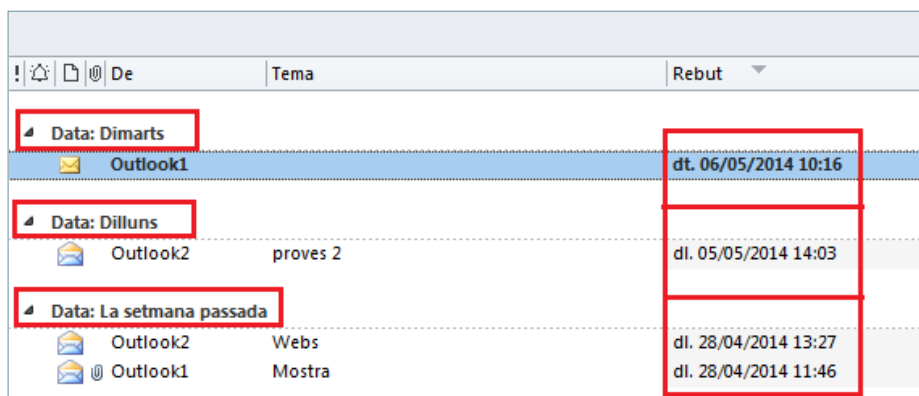 ! De Tema Rebut
Data: Dimarts
Outlook1 dt. 06/05/2014 10:16
Data: Dilluns
Outlook2 proves 2 dl. 05/05/2014 14:03
Data: La setmana passada
Outlook2 Webs dl. 28/04/2014 13:27
Outlook1 Mostra dl. 28/04/2014 11:46